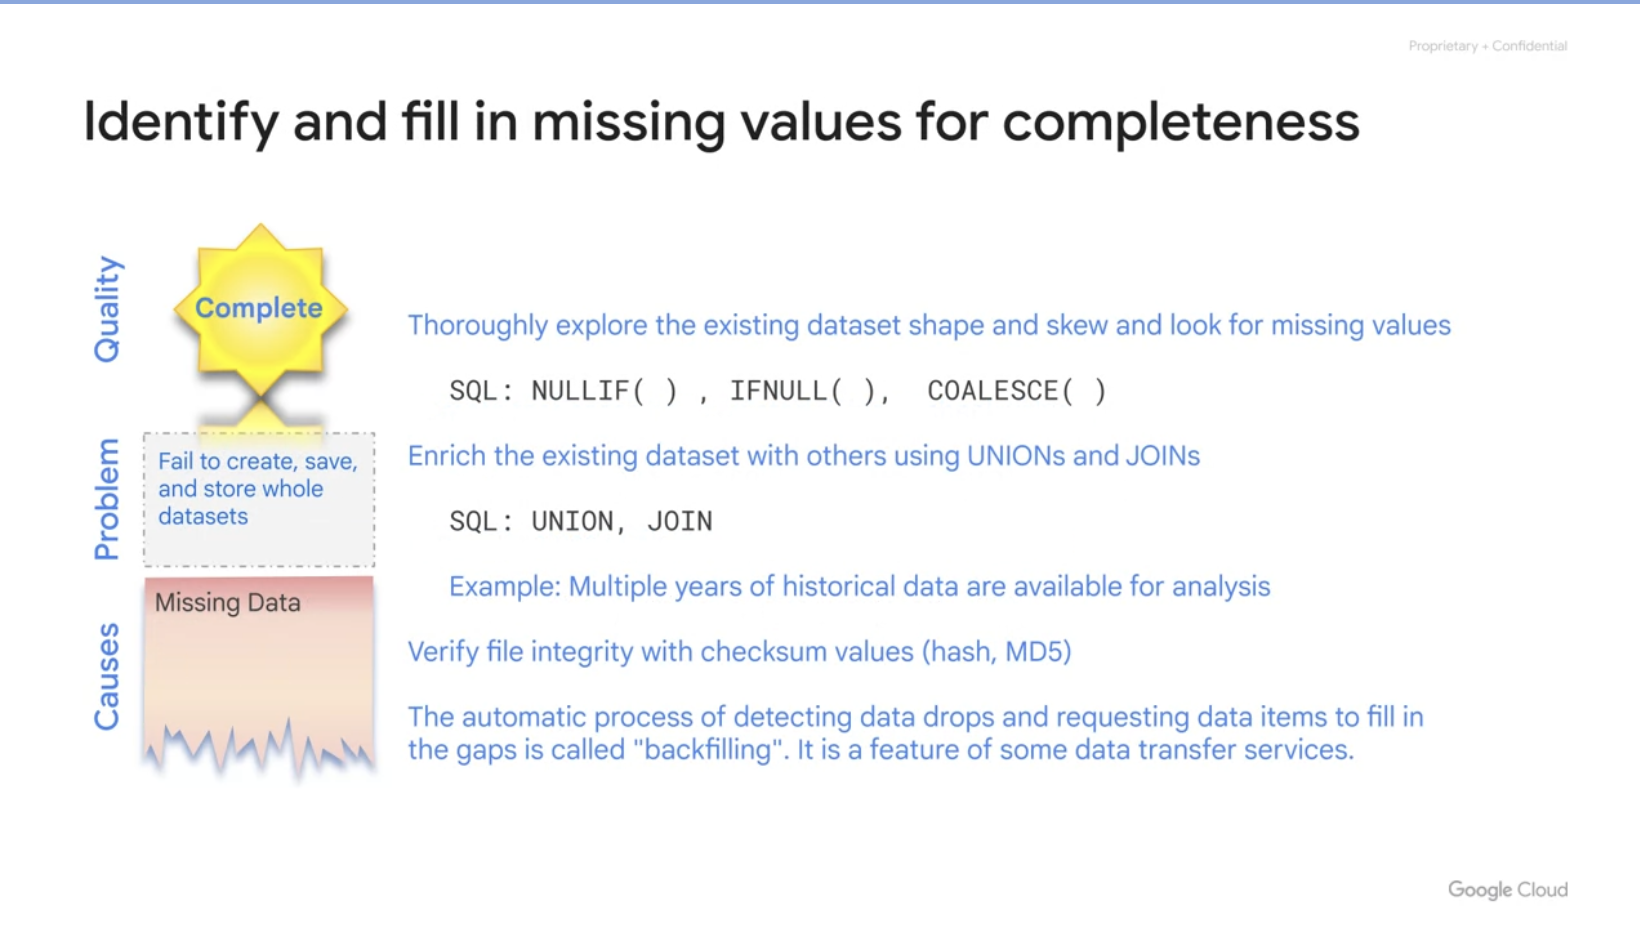 Proprietary + Confidential
Identify and fill in missing values for completeness
Quality
Complete
Thoroughly explore the existing dataset shape and skew and look for missing values
SQL: NULLIF( ) , IFNULL( ), COALESCE( )
Problem
Fail to create, save,
and store whole
datasets
Enrich the existing dataset with others using UNIONs and JOINs
SQL: UNION, JOIN
Example: Multiple years of historical data are available for analysis
Causes
Missing Data
Verify file integrity with checksum values (hash, MD5)
The automatic process of detecting data drops and requesting data items to fill in
the gaps is called "backfilling". It is a feature of some data transfer services.
Google Cloud